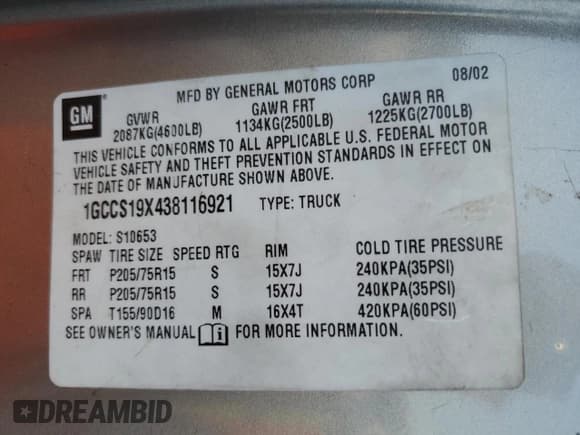 MFD BY GENERAL MOTORS CORP 08/02
GM
GVWR GAWR FRT GAWR RR
2087KG(4600LB) 1134KG(2500LB) 1225KG(2700LB)
THIS VEHICLE CONFORMS TO ALL APPLICABLE U.S. FEDERAL MOTOR
VEHICLE SAFETY AND THEFT PREVENTION STANDARDS IN EFFECT ON
THE DATE OF MANUFACTURE SHOWN ABOVE.
1GCCS19X438116921 TYPE: TRUCK
MODEL: S10653
SPAW TIRE SIZE SPEED RTG RIM COLD TIRE PRESSURE
FRT P205/75R15 S 15X7J 240KPA(35PSI)
RR P205/75R15 S 15X7J 240KPA(35PSI)
SPA T155/90D16 M 16X4T 420KPA(60PSI)
SEE OWNER'S MANUAL FOR MORE INFORMATION.
DREAMBID